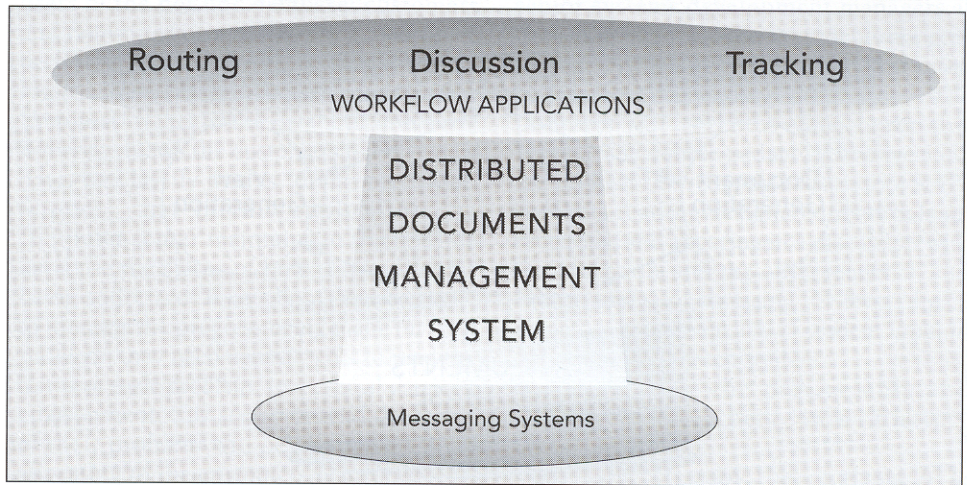 Routing Discussion Tracking
WORKFLOW APPLICATIONS
DISTRIBUTED
DOCUMENTS
MANAGEMENT
SYSTEM
Messaging Systems